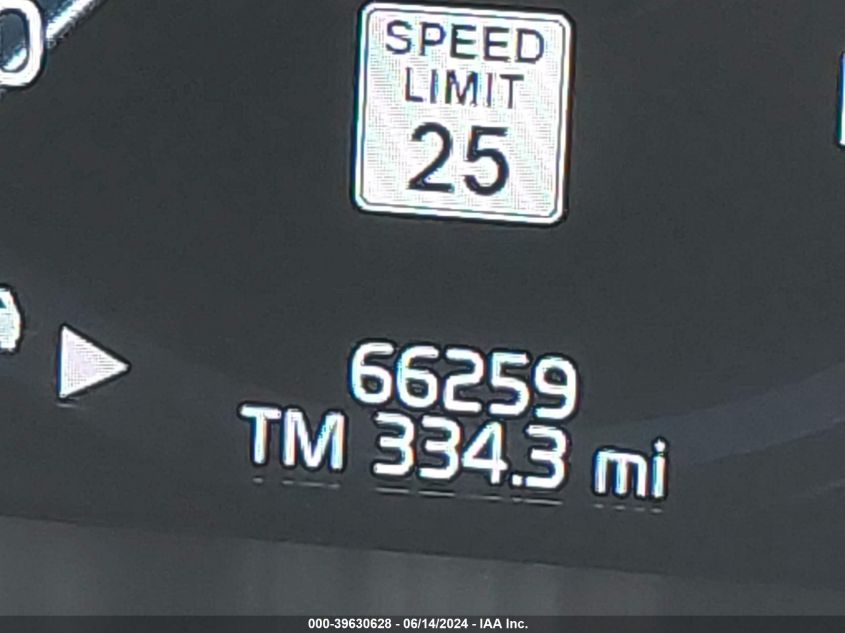 SPEED
LIMIT
25
66259
TM 334.3 mi
000-39630628 - 06/14/2024 - IAA Inc.